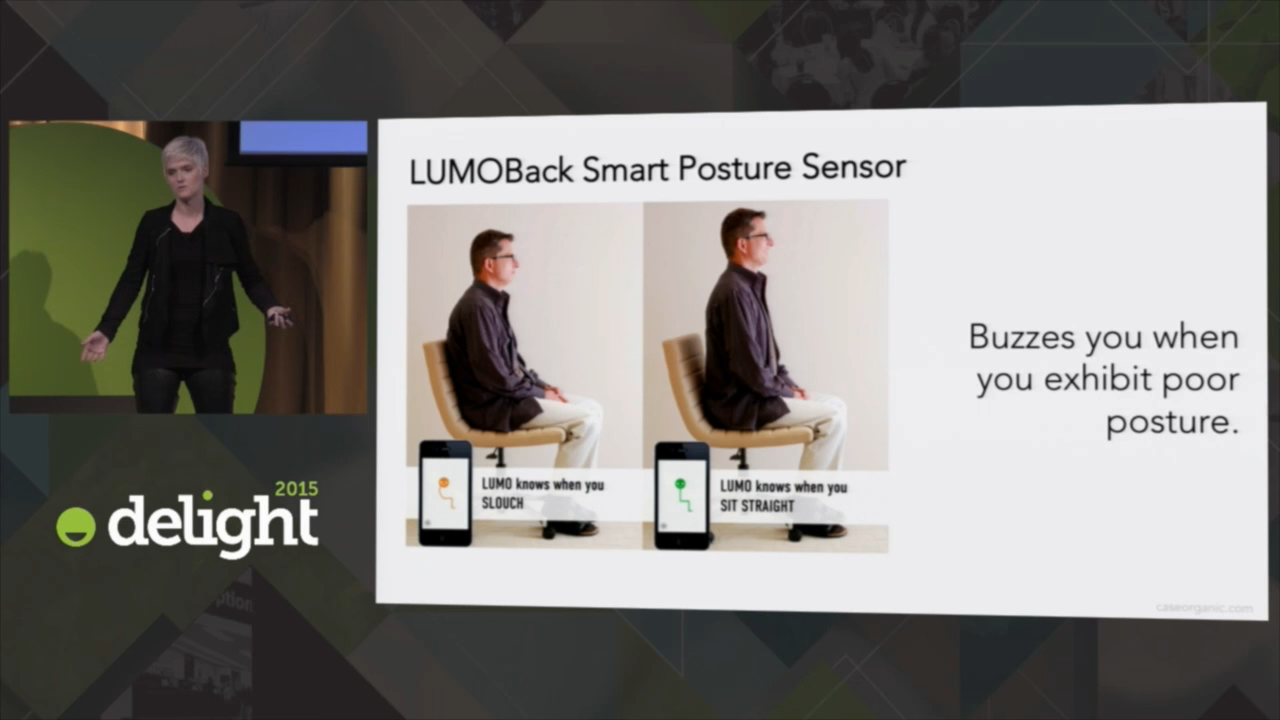 LUMOBack Smart Posture Sensor
Buzzes you when
you exhibit poor
posture.
LUMO knows when you
SLOUCH
LUMO knows when you
SIT STRAIGHT
2015
delight
ption
caseorganic.com